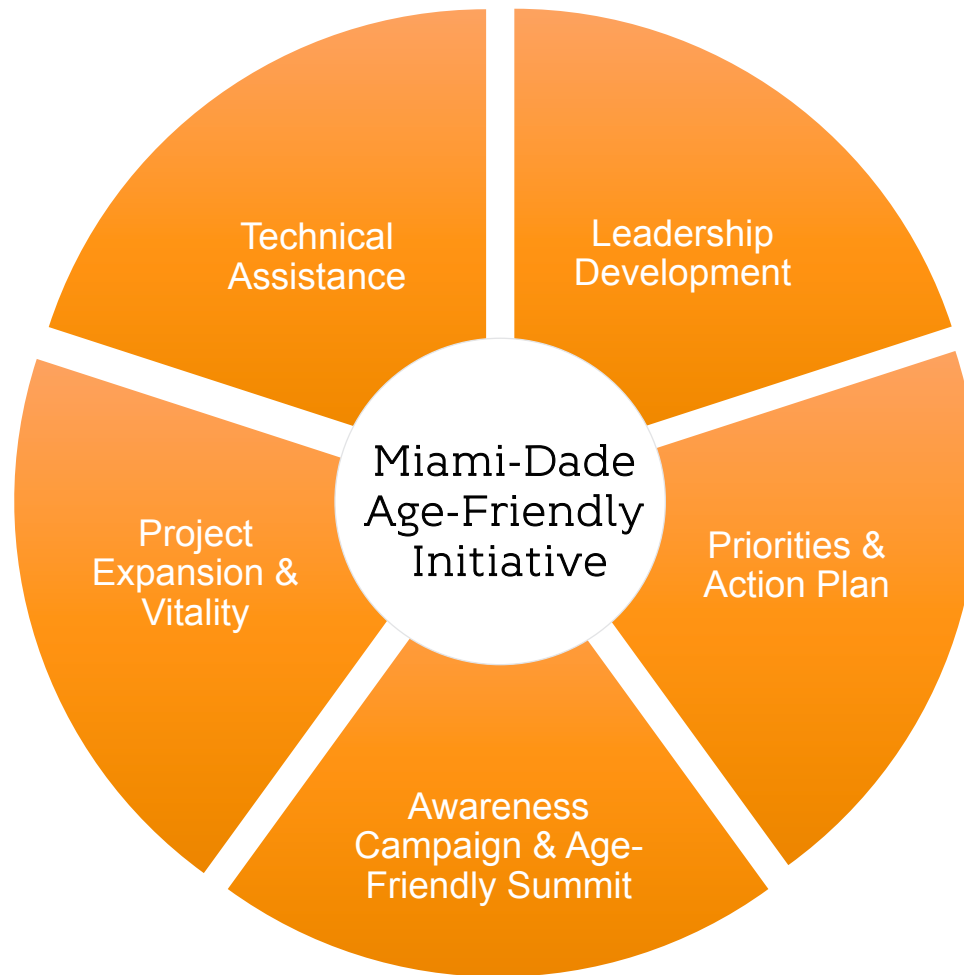 Technical
Assistance
Leadership
Development
Miami-Dade
Age-Friendly
Initiative
Project
Expansion &
Vitality
Priorities &
Action Plan
Awareness
Campaign & Age-
Friendly Summit